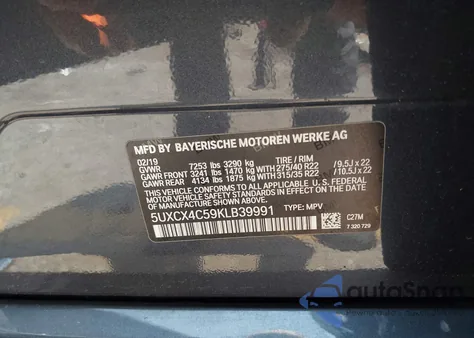 MFD BY BAYERISCHE MOTOREN WERKE AG
02/19
GVWR 7253 lbs 3290 kg TIRE / RIM
GAWR FRONT 3241 lbs 1470 kg WITH 275/40 R22 / 9.5J x 22
GAWR REAR 4134 lbs 1875 kg WITH 315/35 R22 / 10.5J x 22
THIS VEHICLE CONFORMS TO ALL APPLICABLE FEDERAL MOTOR
VEHICLE SAFETY STANDARDS IN EFFECT ON THE DATE OF
MANUFACTURE SHOWN ABOVE.
5UXCX4C59KLB39991 TYPE: MPV
C27M
7 320 729
autoSnap